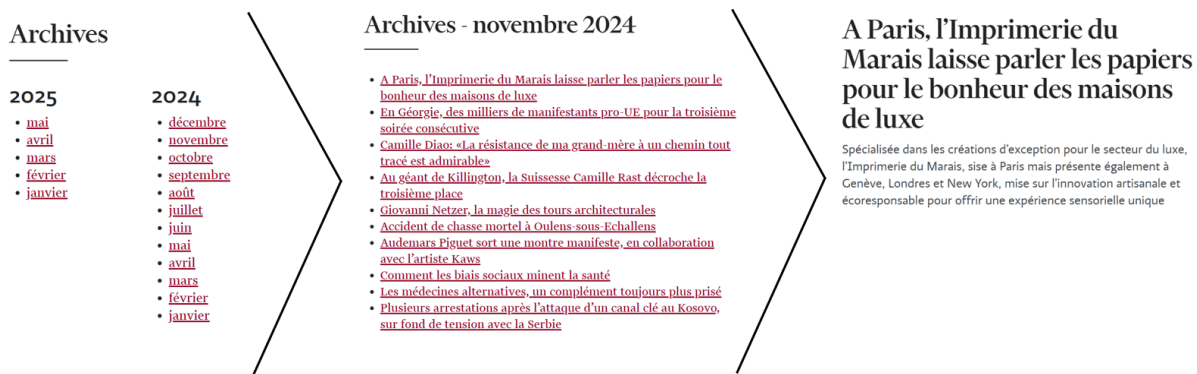 Archives
2025
mai
avril
mars
février
janvier
2024
décembre
novembre
octobre
septembre
août
juillet
juin
mai
avril
mars
février
janvier
Archives - novembre 2024
A Paris, l’Imprimerie du Marais laisse parler les papiers pour le
bonheur des maisons de luxe
En Géorgie, des milliers de manifestants pro-UE pour la troisième
soirée consécutive
Camille Diao: «La résistance de ma grand-mère à un chemin tout
tracé est admirable»
Au géant de Killington, la Suissesse Camille Rast décroche la
troisième place
Giovanni Netzer, la magie des tours architecturales
Accident de chasse mortel à Oulens-sous-Echallens
Audemars Piguet sort une montre manifeste, en collaboration
avec l’artiste Kaws
Comment les biais sociaux minent la santé
Les médecines alternatives, un complément toujours plus prisé
Plusieurs arrestations après l’attaque d’un canal clé au Kosovo,
sur fond de tension avec la Serbie
A Paris, l’Imprimerie du
Marais laisse parler les papiers
pour le bonheur des maisons
de luxe
Spécialisée dans les créations d’exception pour le secteur du luxe,
l’Imprimerie du Marais, sise à Paris mais présente également à
Genève, Londres et New York, mise sur l’innovation artisanale et
écoresponsable pour offrir une expérience sensorielle unique